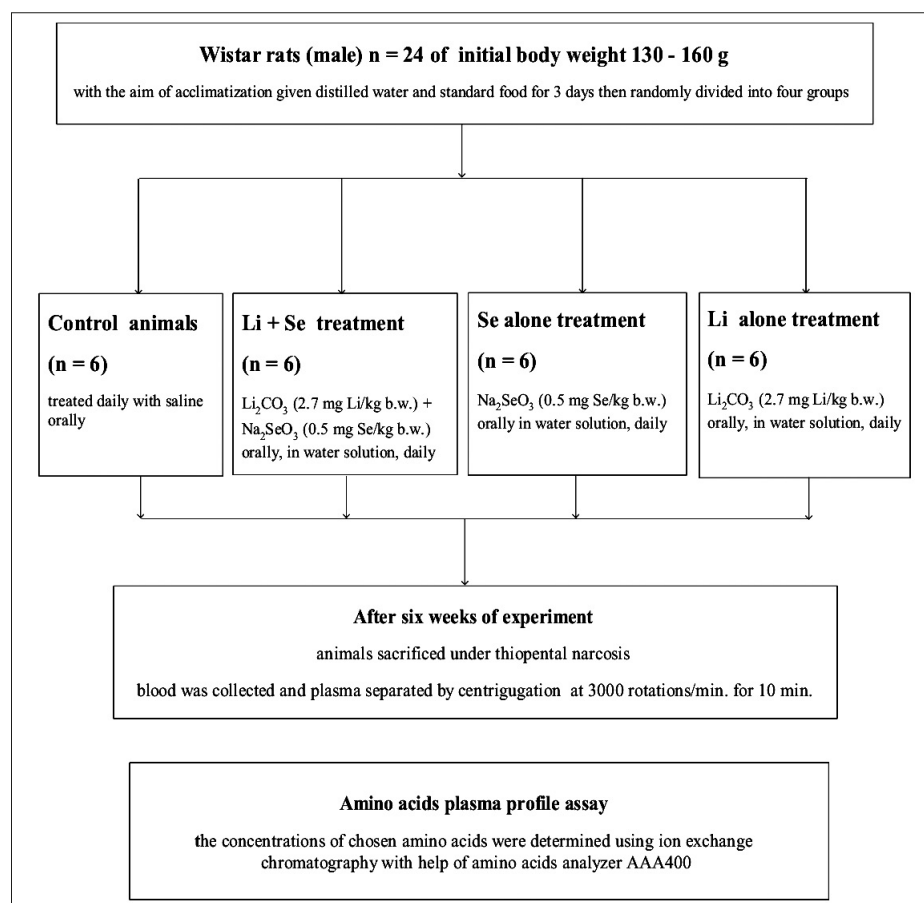 Wistar rats (male) n = 24 of initial body weight 130 - 160 g
with the aim of acclimatization given distilled water and standard food for 3 days then randomly divided into four groups
Control animals
(n = 6)
treated daily with saline
orally
Li + Se treatment
(n = 6)
Li₂CO₃ (2.7 mg Li/kg b.w.) +
Na₂SeO₃ (0.5 mg Se/kg b.w.)
orally, in water solution, daily
Se alone treatment
(n = 6)
Na₂SeO₃ (0.5 mg Se/kg b.w.)
orally in water solution, daily
Li alone treatment
(n = 6)
Li₂CO₃ (2.7 mg Li/kg b.w.)
orally, in water solution, daily
After six weeks of experiment
animals sacrificed under thiopental narcosis
blood was collected and plasma separated by centrigugation at 3000 rotations/min. for 10 min.
Amino acids plasma profile assay
the concentrations of chosen amino acids were determined using ion exchange
chromatography with help of amino acids analyzer AAA400